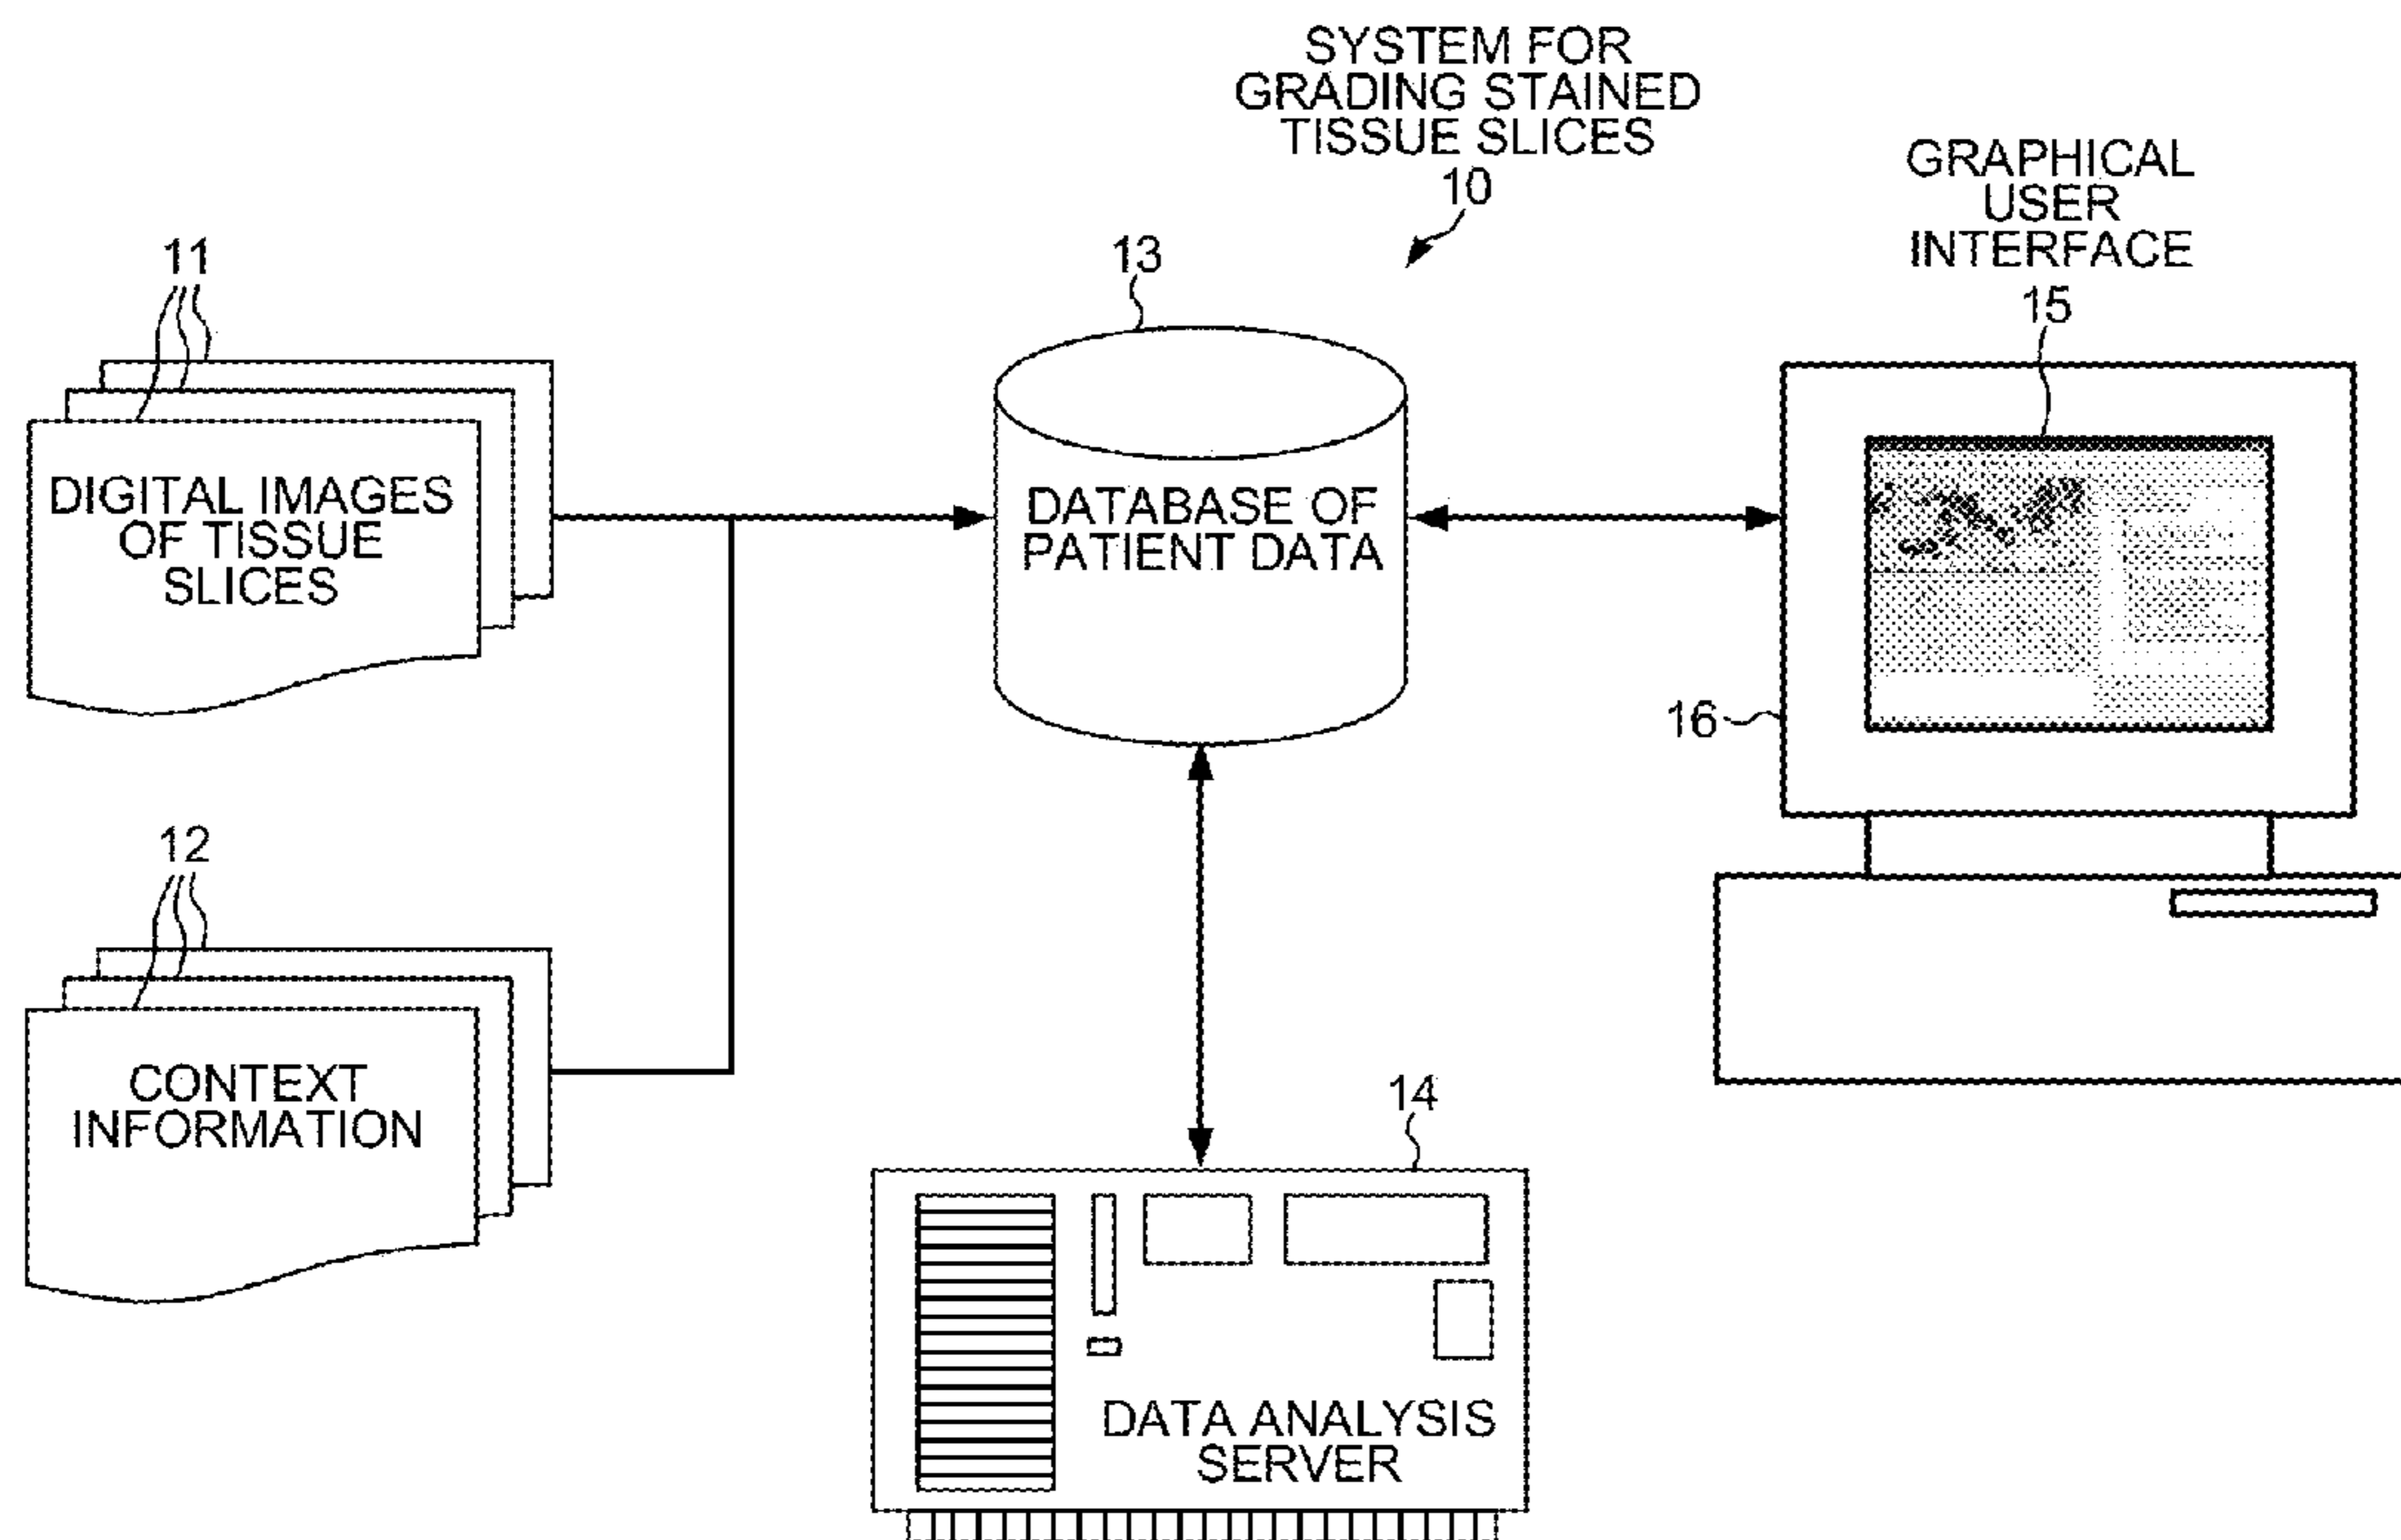 SYSTEM FOR
GRADING STAINED
TISSUE SLICES
10
GRAPHICAL
USER
INTERFACE
15
11
13
DIGITAL IMAGES
OF TISSUE
SLICES
DATABASE OF
PATIENT DATA
16
12
CONTEXT
INFORMATION
14
DATA ANALYSIS
SERVER